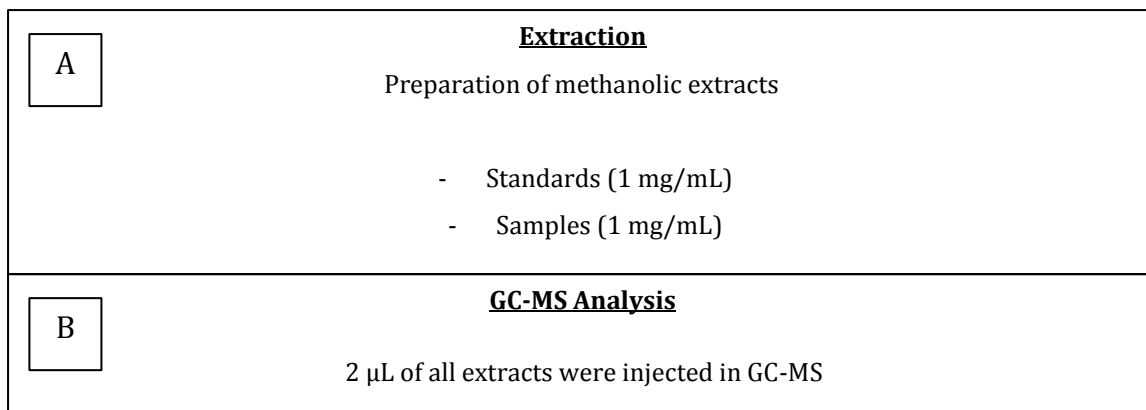 A
Extraction
Preparation of methanolic extracts
- Standards (1 mg/mL)
- Samples (1 mg/mL)
B
GC-MS Analysis
2 µL of all extracts were injected in GC-MS